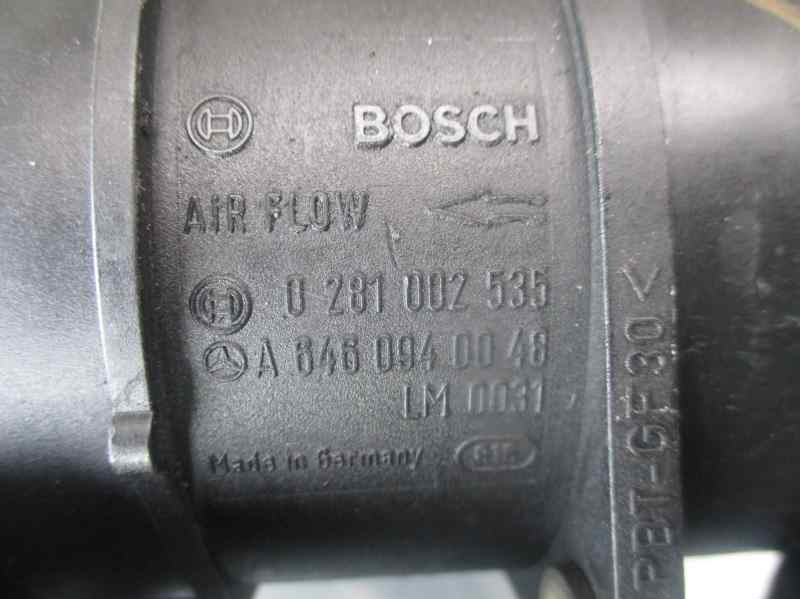 BOSCH
AiR FLOW
0 281 002 535
A 646 094 00 48
LM 0031
Made in Germany
PBT-GF30<